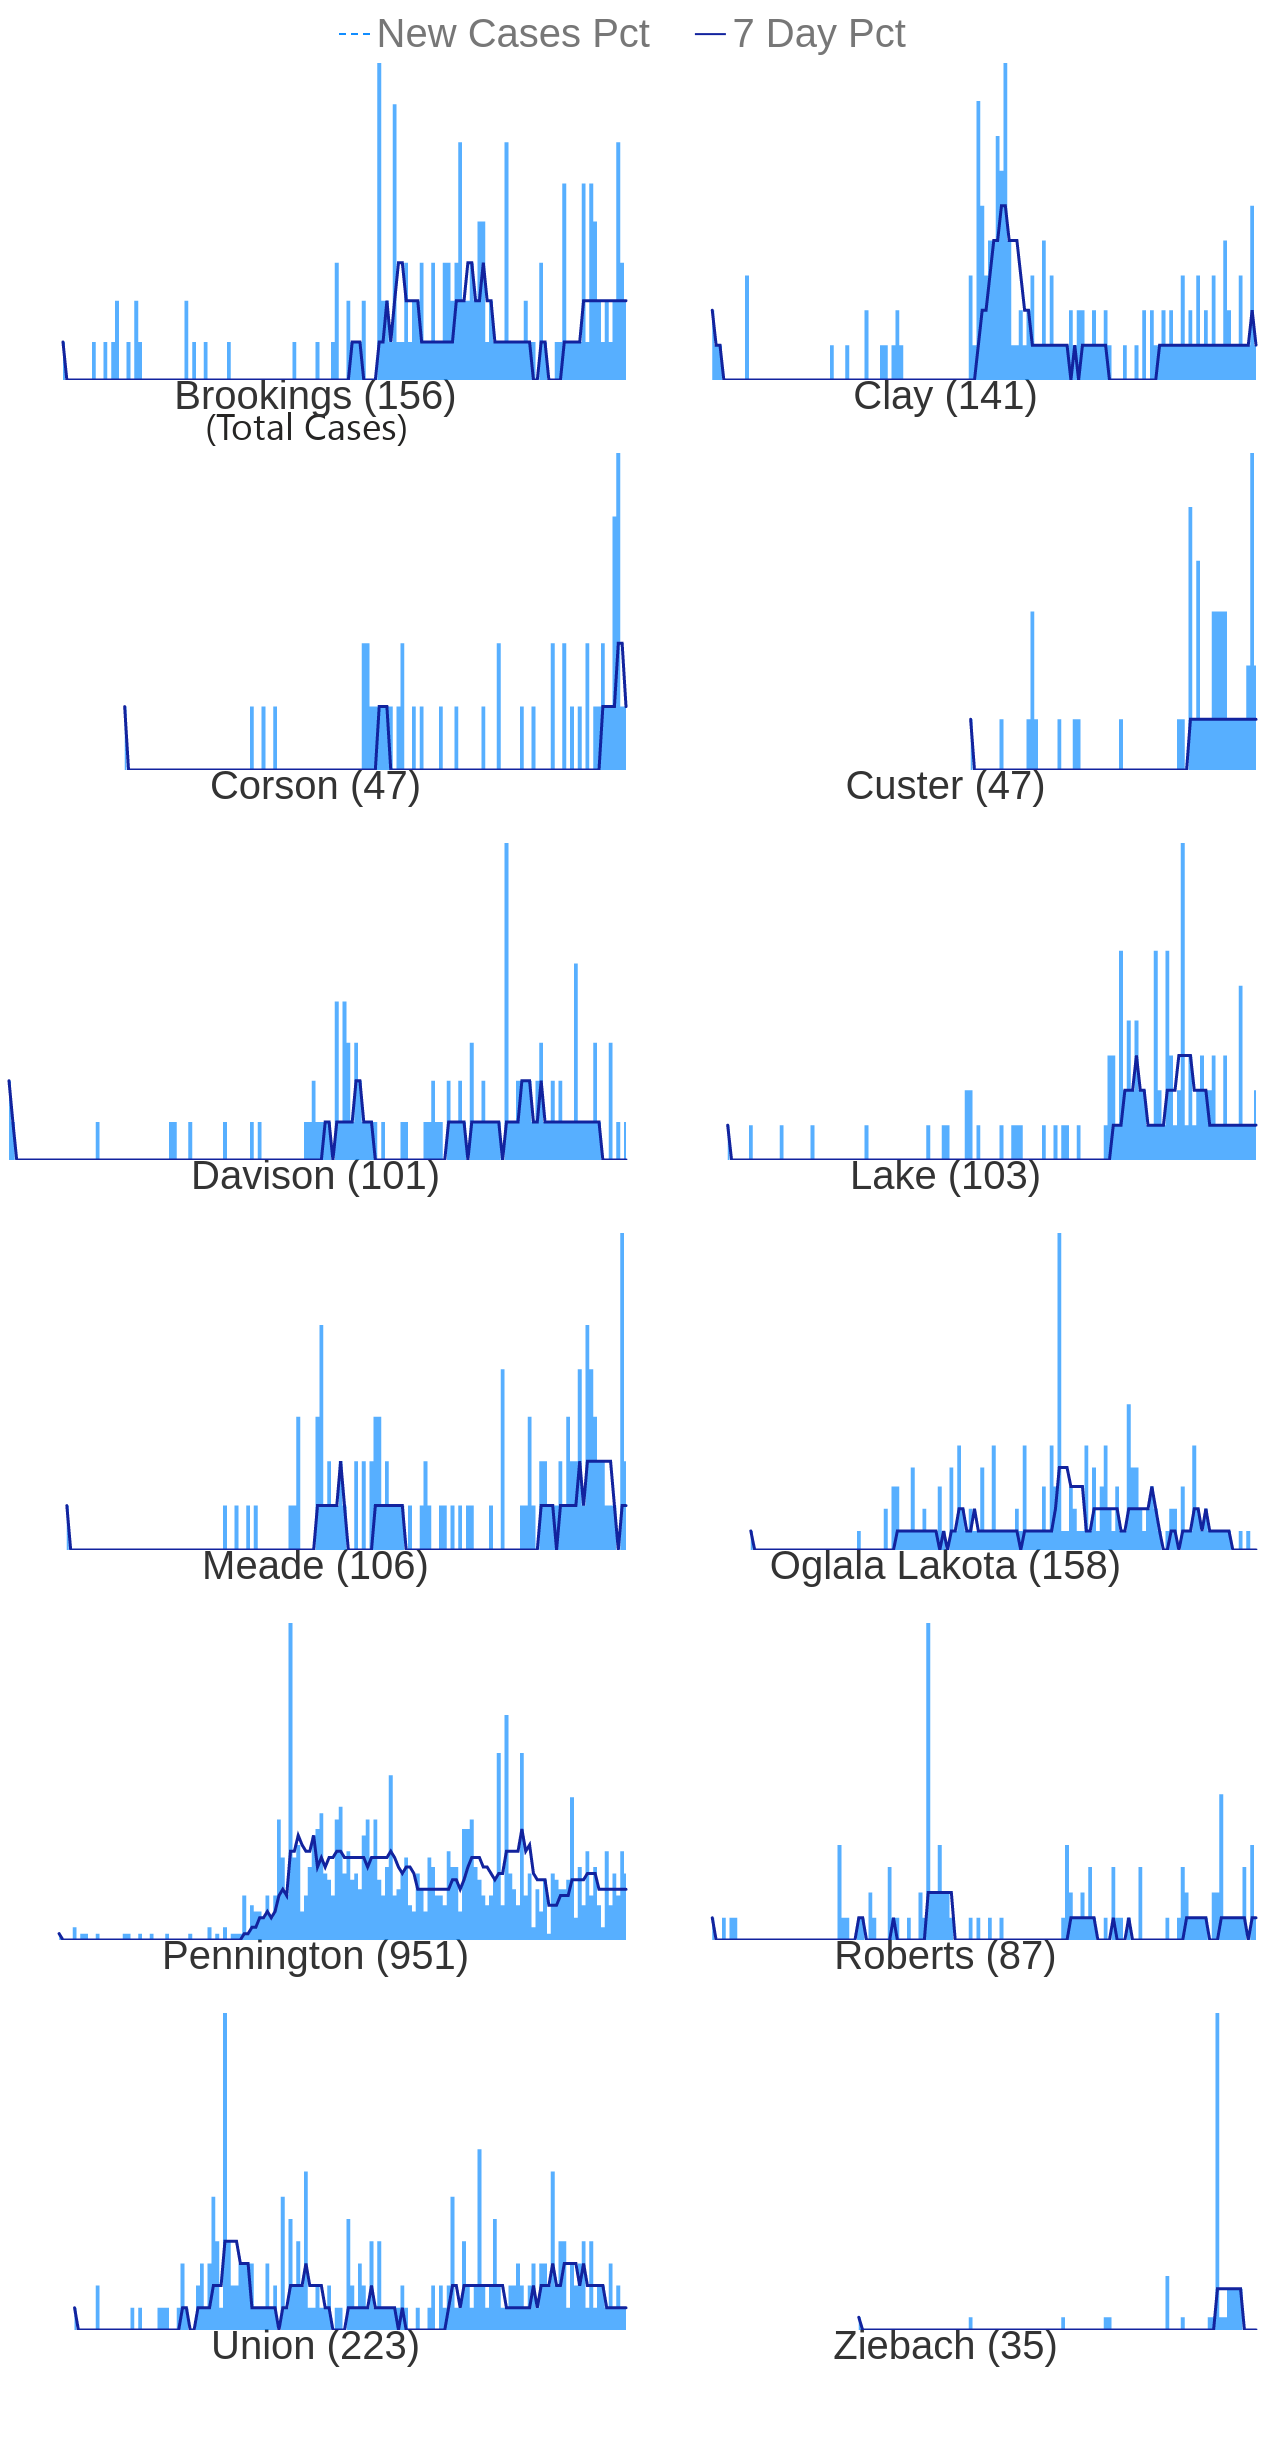 New Cases Pct 7 Day Pct
Brookings (156) Clay (141)
(Total Cases)
Corson (47) Custer (47)
Davison (101) Lake (103)
Meade (106) Oglala Lakota (158)
Pennington (951) Roberts (87)
Union (223) Ziebach (35)